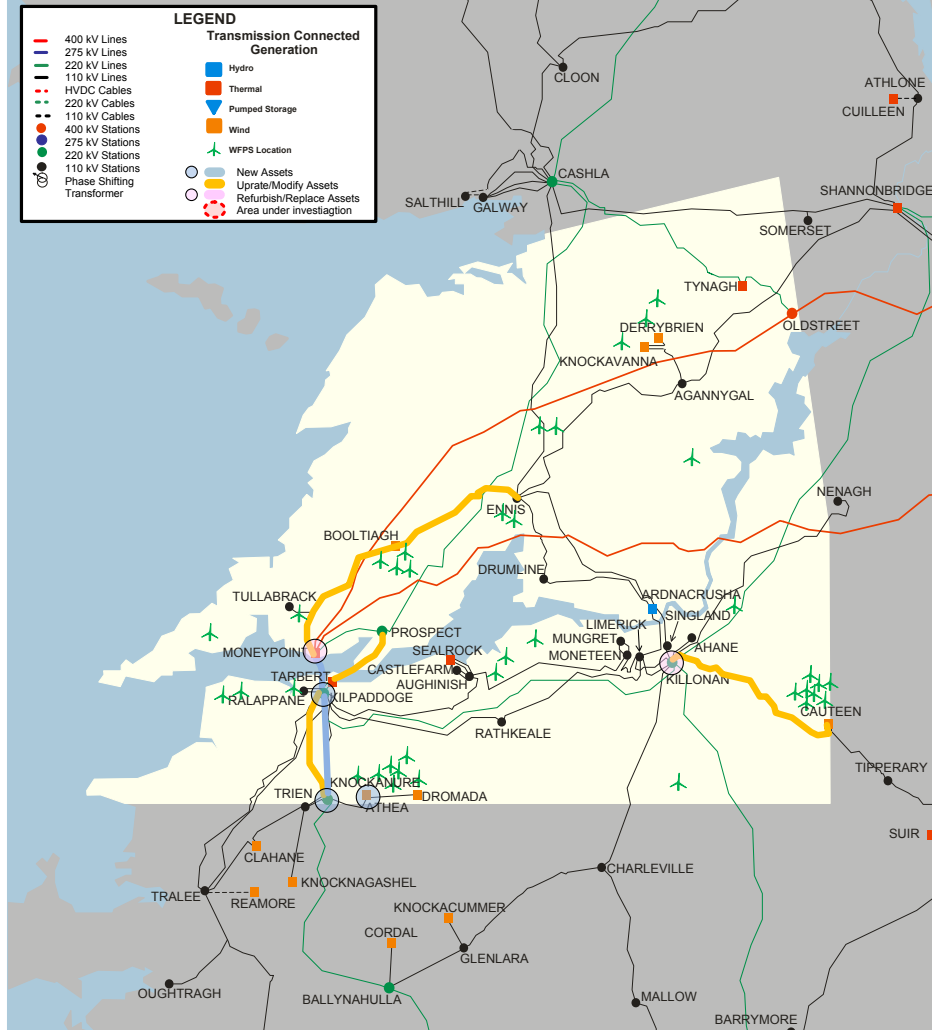 LEGEND
400 kV Lines
275 kV Lines
220 kV Lines
110 kV Lines
HVDC Cables
220 kV Cables
110 kV Cables
400 kV Stations
275 kV Stations
220 kV Stations
110 kV Stations
Phase Shifting
Transformer
Transmission Connected
Generation
Hydro
Thermal
Pumped Storage
Wind
WFPS Location
New Assets
Uprate/Modify Assets
Refurbish/Replace Assets
Area under investiagtion
CLOON
ATHLONE
CUILLEEN
CASHLA
SALTHILL
GALWAY
SHANNONBRIDGE
SOMERSET
TYNAGH
OLDSTREET
DERRYBRIEN
KNOCKAVANNA
AGANNYGAL
NENAGH
ENNIS
BOOLTIAGH
DRUMLINE
TULLABRACK
ARDNACRUSHA
LIMERICK
SINGLAND
PROSPECT
MUNGRET
AHANE
MONEYPOINT
SEALROCK
MONETEEN
CASTLEFARM
TARBERT
AUGHINISH
KILLONAN
RALAPPANE
KILPADDOGE
CAUTEEN
RATHKEALE
TIPPERARY
KNOCKANURE
TRIEN
ATHEA
DROMADA
SUIR
CLAHANE
CHARLEVILLE
KNOCKNAGASHEL
TRALEE
REAMORE
KNOCKACUMMER
CORDAL
GLENLARA
OUGHTRAGH
BALLYNAHULLA
MALLOW
BARRYMORE